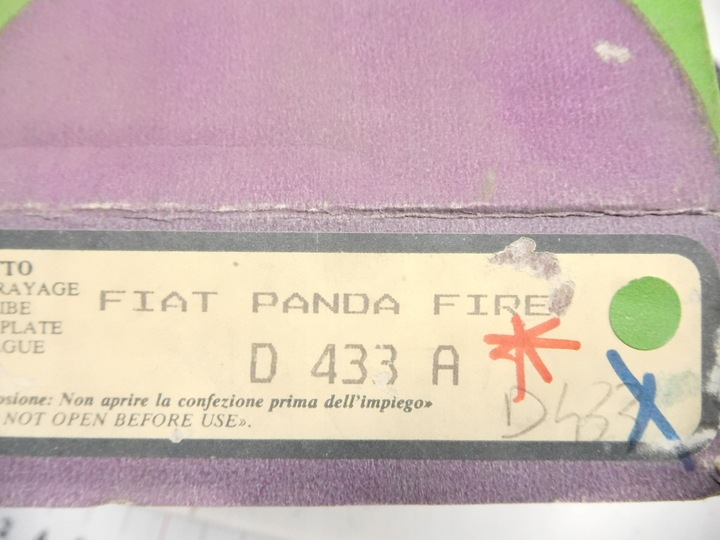 TO
RAYAGE
IBE
PLATE
GUE
FIAT PANDA FIRE
D 433 A
osione: Non aprire la confezione prima dell'impiego»
NOT OPEN BEFORE USE».
D433